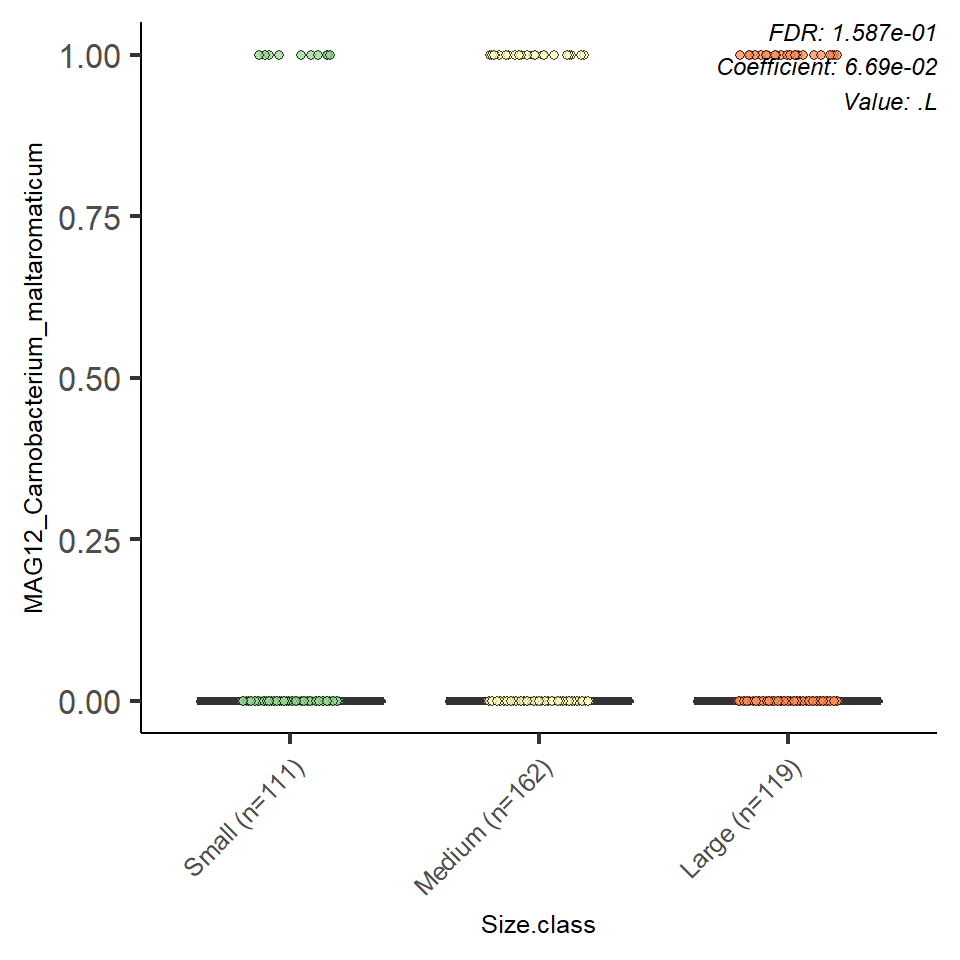 FDR: 1.587e-01
Coefficient: 6.69e-02
Value: .L
MAG12_Carnobacterium_maltaromaticum
1.00
0.75
0.50
0.25
0.00
Small (n=111)
Medium (n=162)
Large (n=119)
Size.class